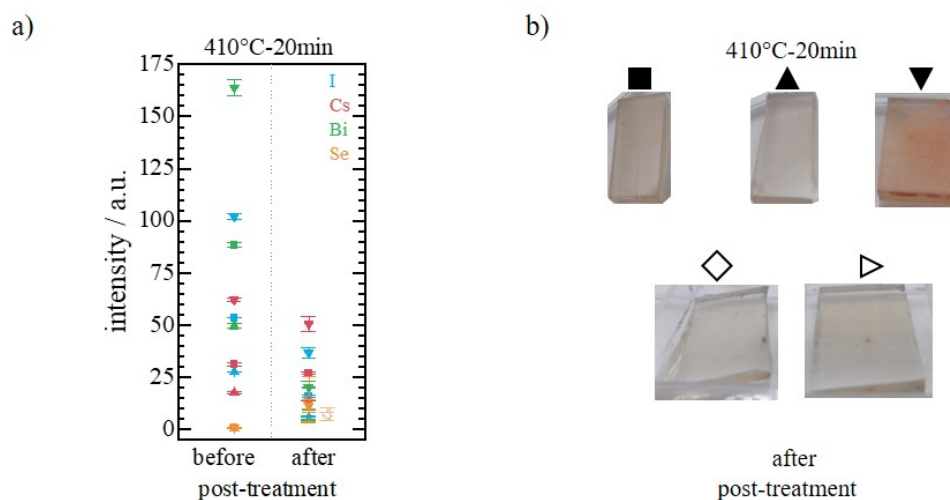 a)
410°C-20min
175
150
125
100
75
50
25
0
intensity / a.u.
I
Cs
Bi
Se
before
after
post-treatment
b)
410°C-20min
after
post-treatment